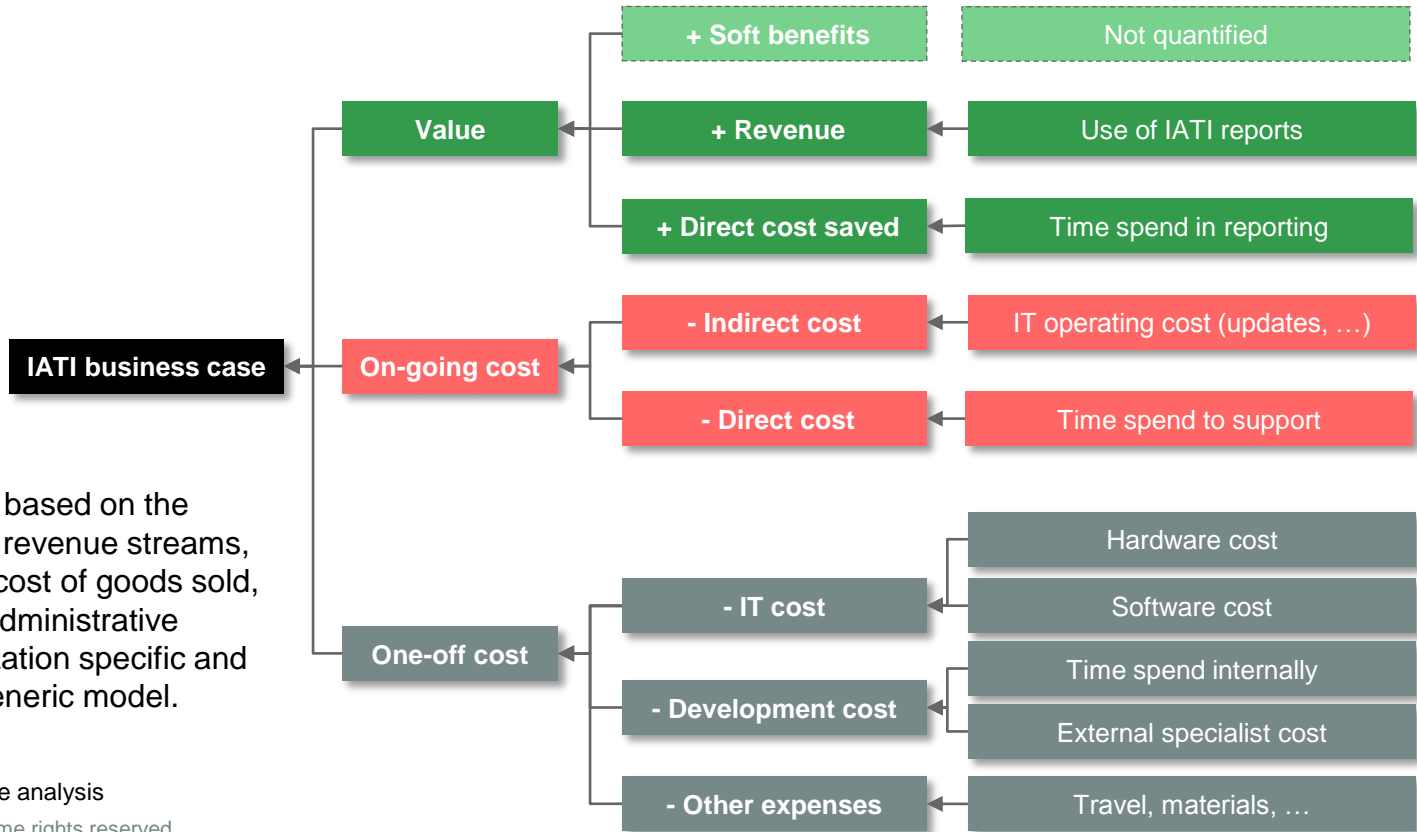 + Soft benefits
Not quantified
Value
+ Revenue
Use of IATI reports
+ Direct cost saved
Time spend in reporting
- Indirect cost
IT operating cost (updates, …)
IATI business case
On-going cost
- Direct cost
Time spend to support
based on the
revenue streams,
cost of goods sold,
dministrative
ation specific and
eneric model.
Hardware cost
- IT cost
Software cost
One-off cost
Time spend internally
- Development cost
External specialist cost
- Other expenses
Travel, materials, …
e analysis
me rights reserved